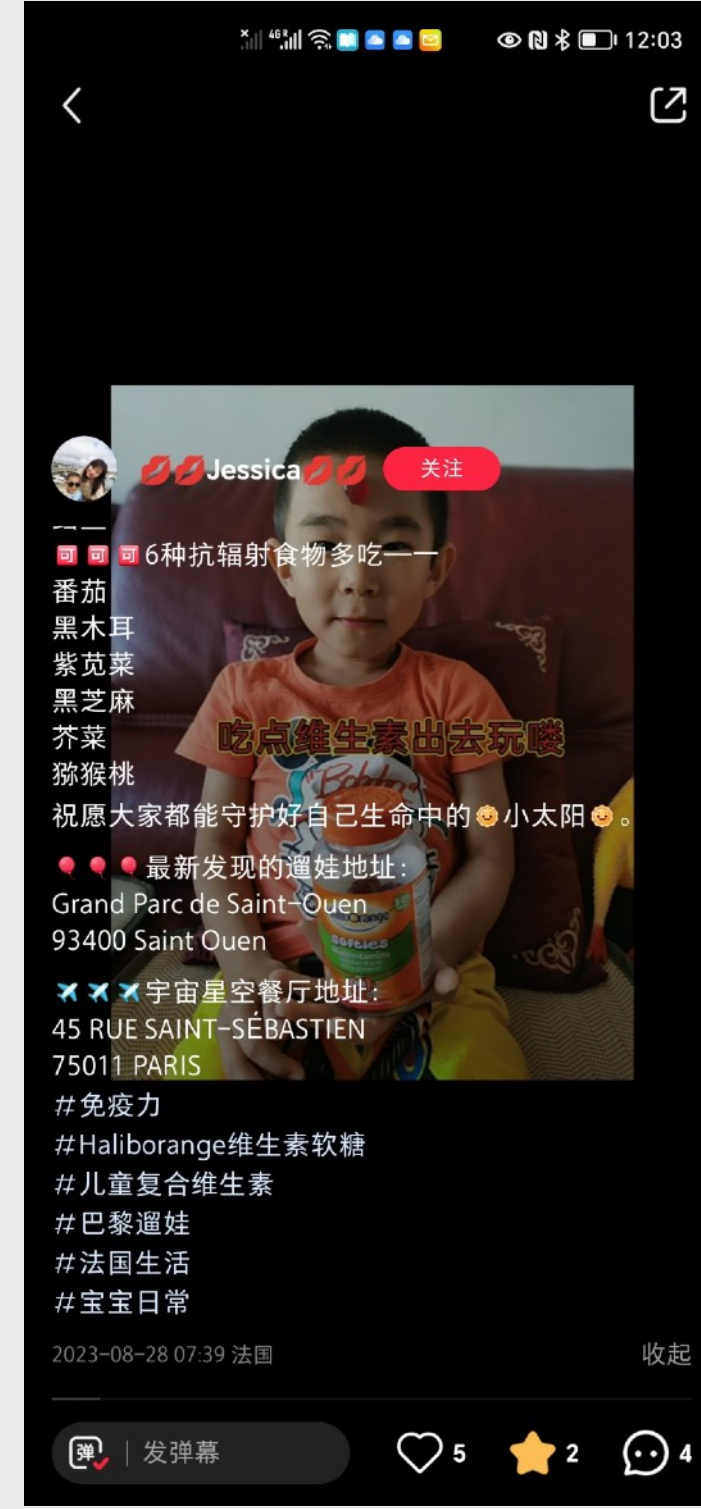 4G R
12:03
💋💋Jessica💋💋
关注
🉑🉑🉑6种抗辐射食物多吃一一
番茄
黑木耳
紫苋菜
黑芝麻
芥菜
猕猴桃
吃点维生素出去玩喽
Bobdog
祝愿大家都能守护好自己生命中的🌞小太阳🌞。
🎈🎈🎈最新发现的遛娃地址:
Grand Parc de Saint-Ouen
93400 Saint Ouen
Haliborange
softies
Multivitamins
✈✈✈宇宙星空餐厅地址:
45 RUE SAINT-SÉBASTIEN
75011 PARIS
#免疫力
#Haliborange维生素软糖
#儿童复合维生素
#巴黎遛娃
#法国生活
#宝宝日常
2023-08-28 07:39 法国
收起
弹 | 发弹幕
5
2
4